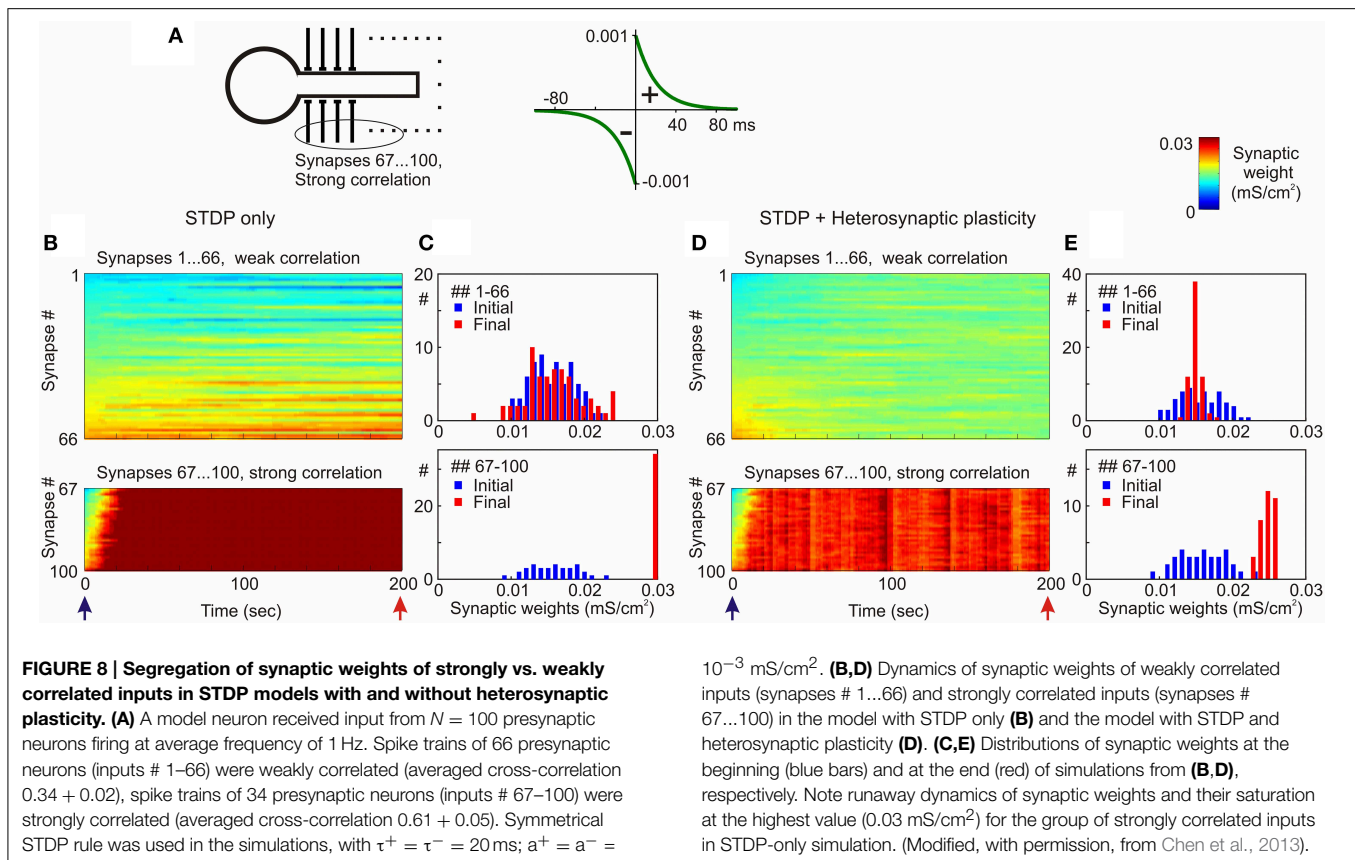 A
0.001
-80
+
-
40
80 ms
-0.001
Synapses 67...100,
Strong correlation
0.03
0
Synaptic
weight
(mS/cm²)
STDP only
STDP + Heterosynaptic plasticity
B
Synapses 1...66, weak correlation
1
Synapse #
66
Synapses 67...100, strong correlation
67
Synapse #
100
0
100
200
Time (sec)
C
20
#
10
0
## 1-66
Initial
Final
0.01
0.02
0.03
#
20
0
## 67-100
Initial
Final
0
0.01
0.02
0.03
Synaptic weights (mS/cm²)
D
Synapses 1...66, weak correlation
1
Synapse #
66
Synapses 67...100, strong correlation
67
Synapse #
100
0
100
200
Time (sec)
E
40
#
20
0
## 1-66
Initial
Final
0.01
0.02
0.03
#
10
0
## 67-100
Initial
Final
0
0.01
0.02
0.03
Synaptic weights (mS/cm²)
FIGURE 8 | Segregation of synaptic weights of strongly vs. weakly
correlated inputs in STDP models with and without heterosynaptic
plasticity. (A) A model neuron received input from N = 100 presynaptic
neurons firing at average frequency of 1 Hz. Spike trains of 66 presynaptic
neurons (inputs # 1–66) were weakly correlated (averaged cross-correlation
0.34 + 0.02), spike trains of 34 presynaptic neurons (inputs # 67–100) were
strongly correlated (averaged cross-correlation 0.61 + 0.05). Symmetrical
STDP rule was used in the simulations, with τ⁺ = τ⁻ = 20 ms; a⁺ = a⁻ =
10⁻³ mS/cm². (B,D) Dynamics of synaptic weights of weakly correlated
inputs (synapses # 1...66) and strongly correlated inputs (synapses #
67...100) in the model with STDP only (B) and the model with STDP and
heterosynaptic plasticity (D). (C,E) Distributions of synaptic weights at the
beginning (blue bars) and at the end (red) of simulations from (B,D),
respectively. Note runaway dynamics of synaptic weights and their saturation
at the highest value (0.03 mS/cm²) for the group of strongly correlated inputs
in STDP-only simulation. (Modified, with permission, from Chen et al., 2013).